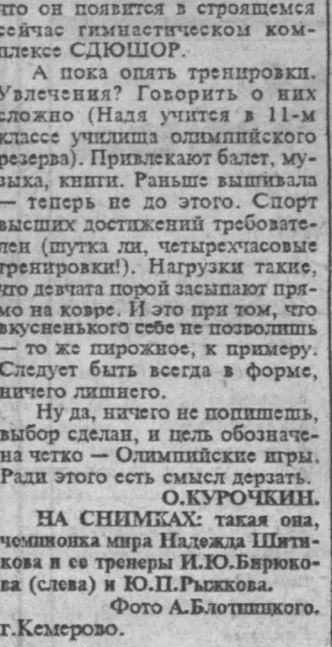 что он появится в строящемся
сейчас гимнастическом ком-
плексе СДЮШОР.
А пока опять тренировки.
Увлечения? Говорить о них
сложно (Надя учится в 11-м
классе училища олимпийского
резерва). Привлекают балет, му-
зыка, книги. Раньше вышивала
— теперь не до этого. Спорт
высших достижений требовате-
лен (шутка ли, четырехчасовые
тренировки!). Нагрузки такие,
что девчата порой засыпают пря-
мо на ковре. И это при том, что
вкусненького себе не позволишь
— то же пирожное, к примеру.
Следует быть всегда в форме,
ничего лишнего.
Ну да, ничего не попишешь,
выбор сделан, и цель обозначе-
на четко — Олимпийские игры.
Ради этого есть смысл дерзать.
О.КУРОЧКИН.
НА СНИМКАХ: такая она,
чемпионка мира Надежда Шити-
кова и ее тренеры И.Ю.Бирюко-
ва (слева) и Ю.П.Рыжкова.
Фото А.Блотницкого.
г.Кемерово.